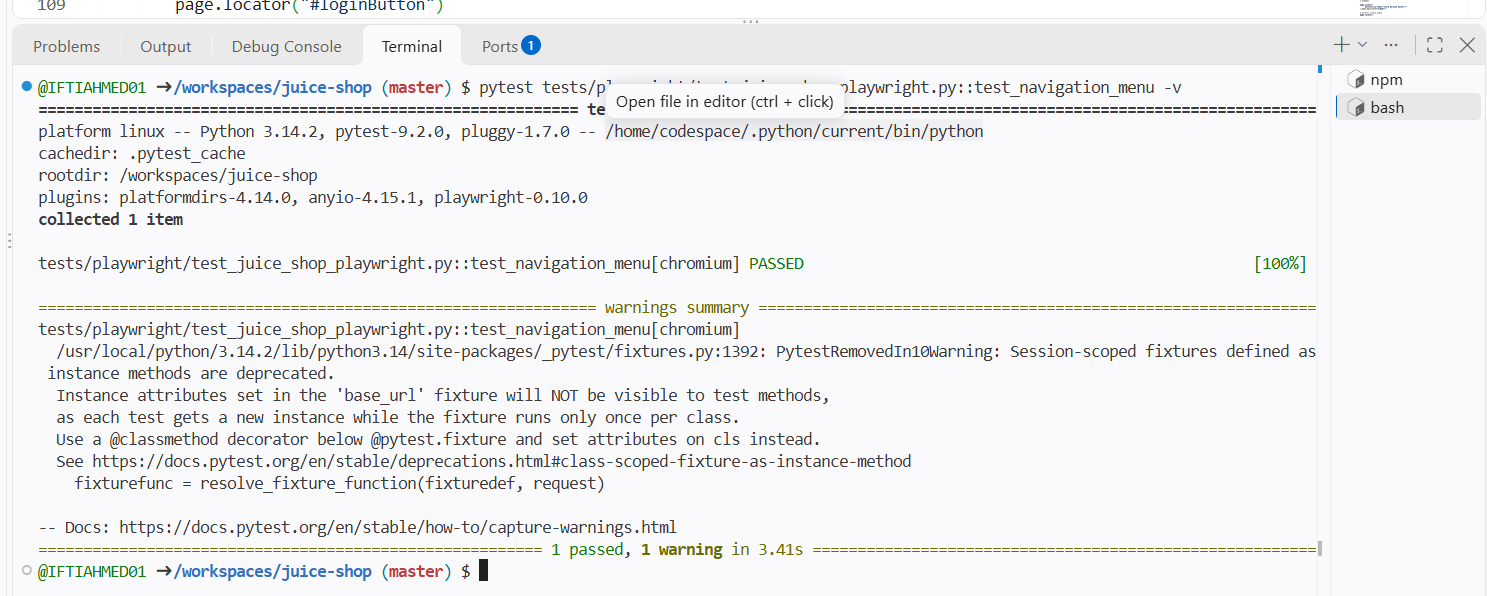 109 page.locator("#loginButton")
Problems Output Debug Console Terminal Ports 1
npm
bash
@IFTIAHMED01 ➜/workspaces/juice-shop (master) $ pytest tests/pl playwright.py::test_navigation_menu -v
Open file in editor (ctrl + click)
platform linux -- Python 3.14.2, pytest-9.2.0, pluggy-1.7.0 -- /home/codespace/.python/current/bin/python
cachedir: .pytest_cache
rootdir: /workspaces/juice-shop
plugins: platformdirs-4.14.0, anyio-4.15.1, playwright-0.10.0
collected 1 item
tests/playwright/test_juice_shop_playwright.py::test_navigation_menu[chromium] PASSED [100%]
============================================================== warnings summary ==============================================================
tests/playwright/test_juice_shop_playwright.py::test_navigation_menu[chromium]
/usr/local/python/3.14.2/lib/python3.14/site-packages/_pytest/fixtures.py:1392: PytestRemovedIn10Warning: Session-scoped fixtures defined as
instance methods are deprecated.
Instance attributes set in the 'base_url' fixture will NOT be visible to test methods,
as each test gets a new instance while the fixture runs only once per class.
Use a @classmethod decorator below @pytest.fixture and set attributes on cls instead.
See https://docs.pytest.org/en/stable/deprecations.html#class-scoped-fixture-as-instance-method
fixturefunc = resolve_fixture_function(fixturedef, request)
-- Docs: https://docs.pytest.org/en/stable/how-to/capture-warnings.html
======================================================== 1 passed, 1 warning in 3.41s ========================================================
@IFTIAHMED01 ➜/workspaces/juice-shop (master) $